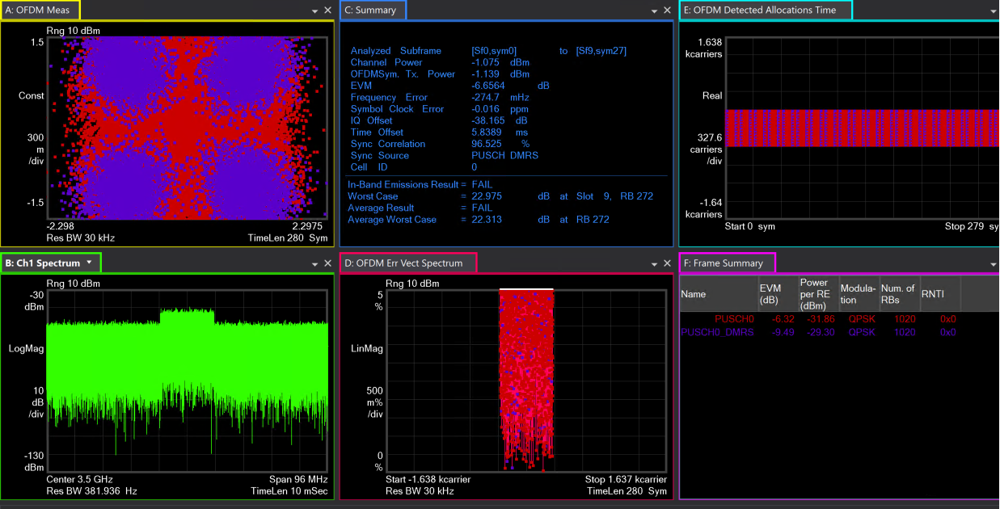 A: OFDM Meas
Rng 10 dBm
1.5
Const
300
m
/div
-1.5
-2.298
2.2975
Res BW 30 kHz
TimeLen 280 Sym
C: Summary
Analyzed Subframe [Sf0,sym0] to [Sf9,sym27]
Channel Power -1.075 dBm
OFDMSym. Tx. Power -1.139 dBm
EVM -6.6564 dB
Frequency Error -274.7 mHz
Symbol Clock Error -0.016 ppm
IQ Offset -38.165 dB
Time Offset 5.8389 ms
Sync Correlation 96.525 %
Sync Source PUSCH DMRS
Cell ID 0
In-Band Emissions Result = FAIL
Worst Case = 22.975 dB at Slot 9, RB 272
Average Result = FAIL
Average Worst Case = 22.313 dB at RB 272
E: OFDM Detected Allocations Time
1.638
kcarriers
Real
327.6
carriers
/div
-1.64
kcarriers
Start 0 sym
Stop 279 sy
B: Ch1 Spectrum
Rng 10 dBm
-30
dBm
LogMag
10
dB
/div
-130
dBm
Center 3.5 GHz
Span 96 MHz
Res BW 381.936 Hz
TimeLen 10 mSec
D: OFDM Err Vect Spectrum
Rng 10 dBm
5
%
LinMag
500
m%
/div
0
%
Start -1.638 kcarrier
Stop 1.637 kcarrier
Res BW 30 kHz
TimeLen 280 Sym
F: Frame Summary
Name EVM (dB) Power per RE (dBm) Modula-tion Num. of RBs RNTI
PUSCH0 -6.32 -31.86 QPSK 1020 0x0
PUSCH0_DMRS -9.49 -29.30 QPSK 1020 0x0